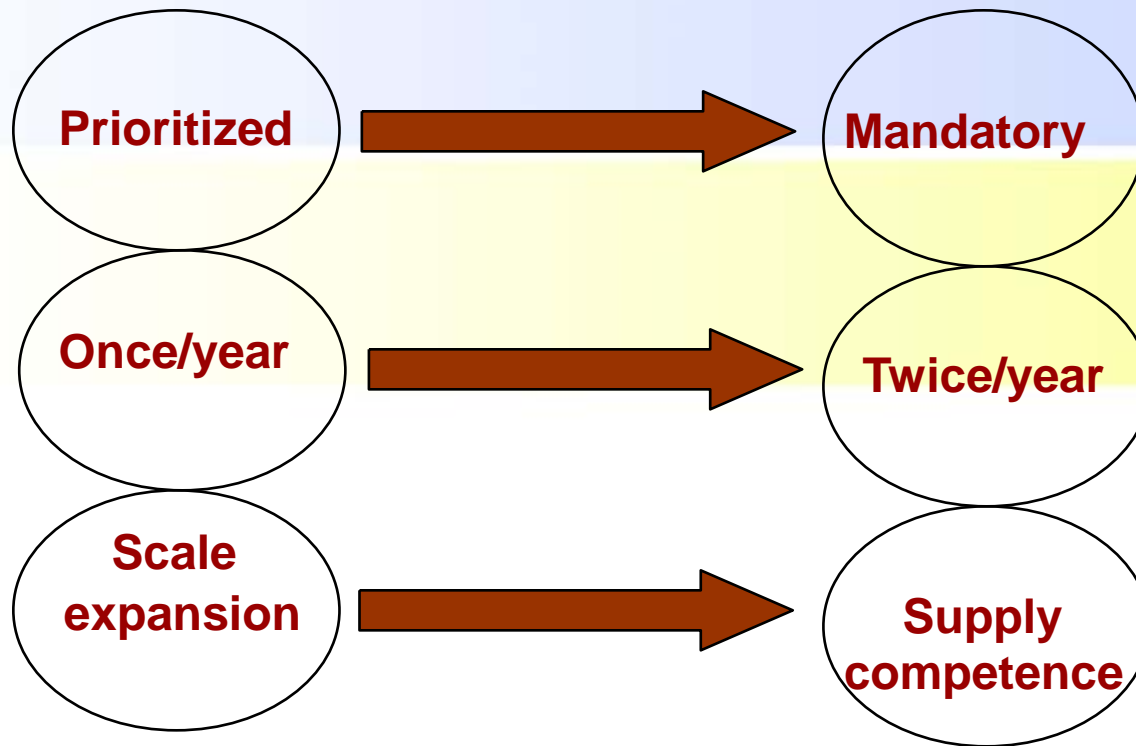 Prioritized
Mandatory
Once/year
Twice/year
Scale
expansion
Supply
competence